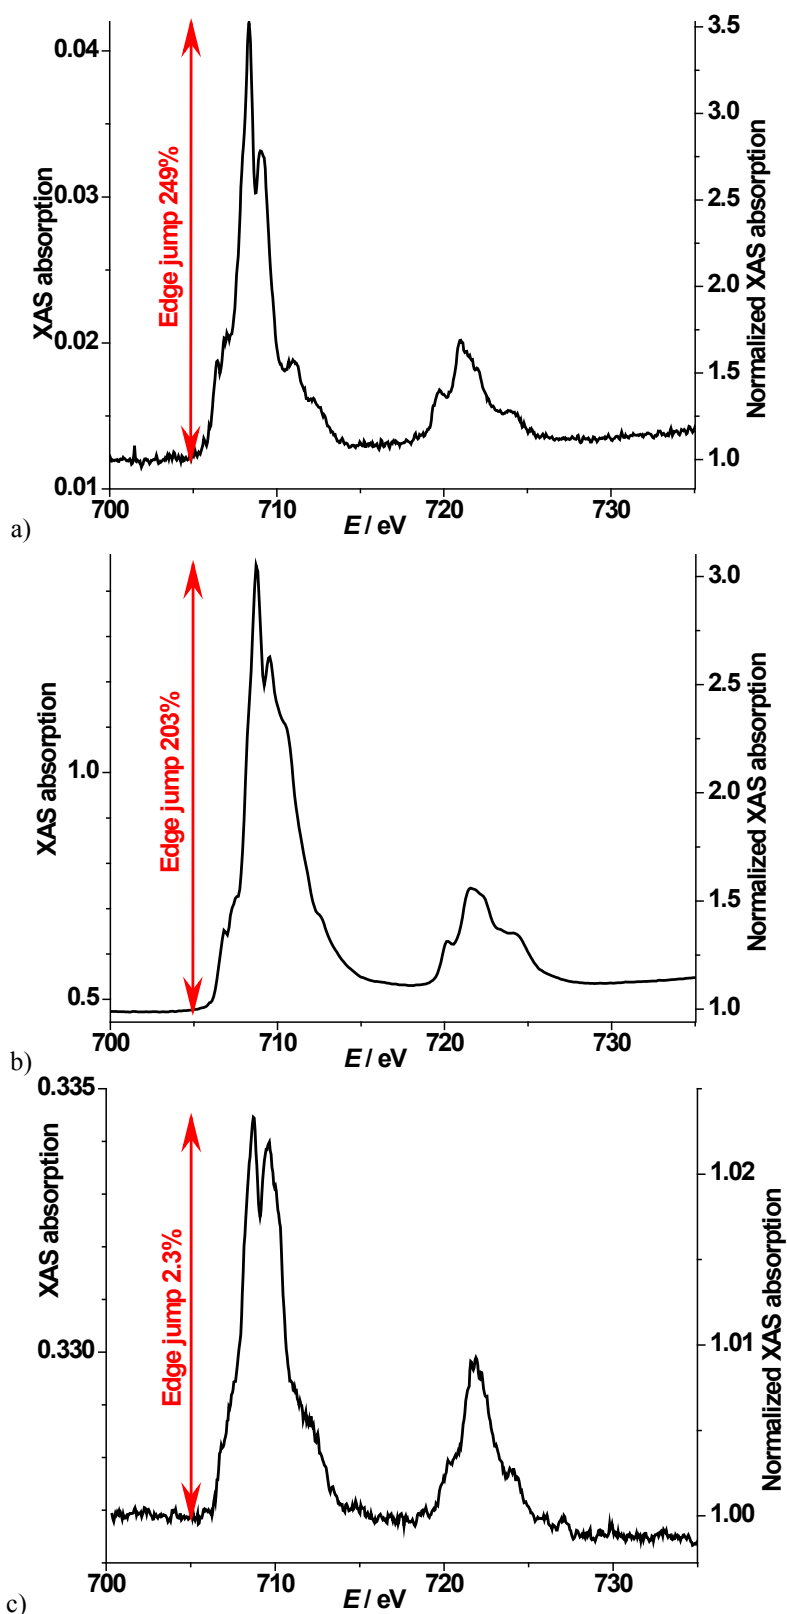 0.04
0.03
0.02
0.01
XAS absorption
Edge jump 249%
3.5
3.0
2.5
2.0
1.5
1.0
Normalized XAS absorption
700
710
720
730
E / eV
a)
1.0
0.5
XAS absorption
Edge jump 203%
3.0
2.5
2.0
1.5
1.0
Normalized XAS absorption
700
710
720
730
E / eV
b)
0.335
0.330
XAS absorption
Edge jump 2.3%
1.02
1.01
1.00
Normalized XAS absorption
700
710
720
730
E / eV
c)